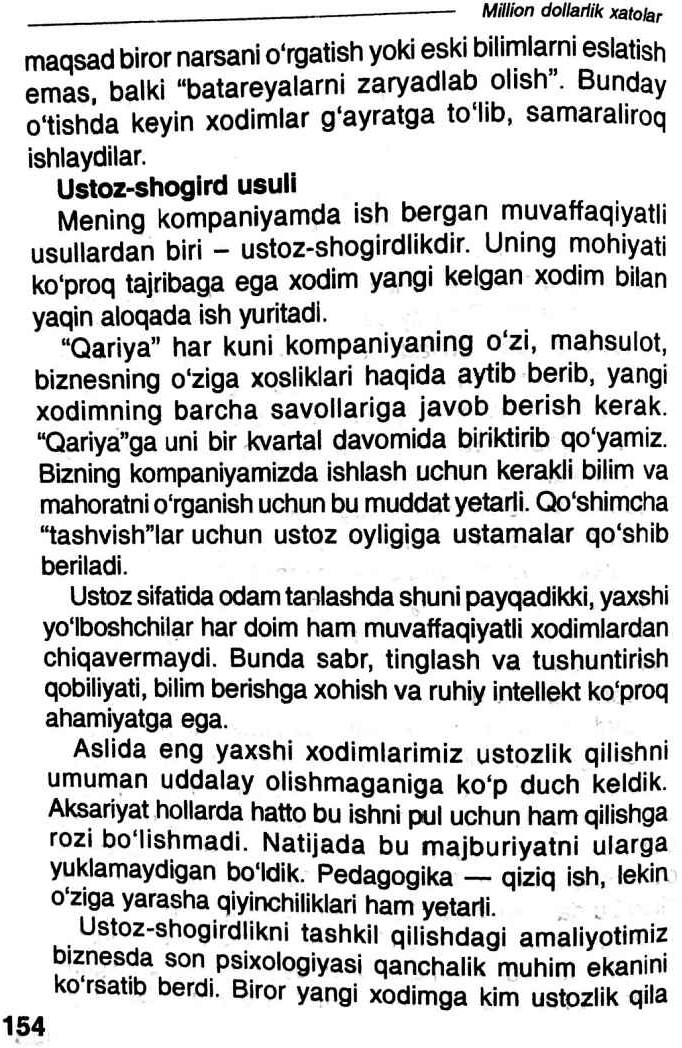 Million dollarlik xatolar
maqsad biror narsani o‘rgatish yoki eski bilimlarni eslatish
emas, balki “batareyalarni zaryadlab olish”. Bunday
o‘tishda keyin xodimlar g‘ayratga to‘lib, samaraliroq
ishlaydilar.
Ustoz-shogird usuli
Mening kompaniyamda ish bergan muvaffaqiyatli
usullardan biri – ustoz-shogirdlikdir. Uning mohiyati
ko‘proq tajribaga ega xodim yangi kelgan xodim bilan
yaqin aloqada ish yuritadi.
“Qariya” har kuni kompaniyaning o‘zi, mahsulot,
biznesning o‘ziga xosliklari haqida aytib berib, yangi
xodimning barcha savollariga javob berish kerak.
“Qariya”ga uni bir kvartal davomida biriktirib qo‘yamiz.
Bizning kompaniyamizda ishlash uchun kerakli bilim va
mahoratni o‘rganish uchun bu muddat yetarli. Qo‘shimcha
“tashvish”lar uchun ustoz oyligiga ustamalar qo‘shib
beriladi.
Ustoz sifatida odam tanlashda shuni payqadikki, yaxshi
yo‘lboshchilar har doim ham muvaffaqiyatli xodimlardan
chiqavermaydi. Bunda sabr, tinglash va tushuntirish
qobiliyati, bilim berishga xohish va ruhiy intellekt ko‘proq
ahamiyatga ega.
Aslida eng yaxshi xodimlarimiz ustozlik qilishni
umuman uddalay olishmaganiga ko‘p duch keldik.
Aksariyat hollarda hatto bu ishni pul uchun ham qilishga
rozi bo‘lishmadi. Natijada bu majburiyatni ularga
yuklamaydigan bo‘ldik. Pedagogika — qiziq ish, lekin
o‘ziga yarasha qiyinchiliklari ham yetarli.
Ustoz-shogirdlikni tashkil qilishdagi amaliyotimiz
biznesda son psixologiyasi qanchalik muhim ekanini
ko‘rsatib berdi. Biror yangi xodimga kim ustozlik qila
154